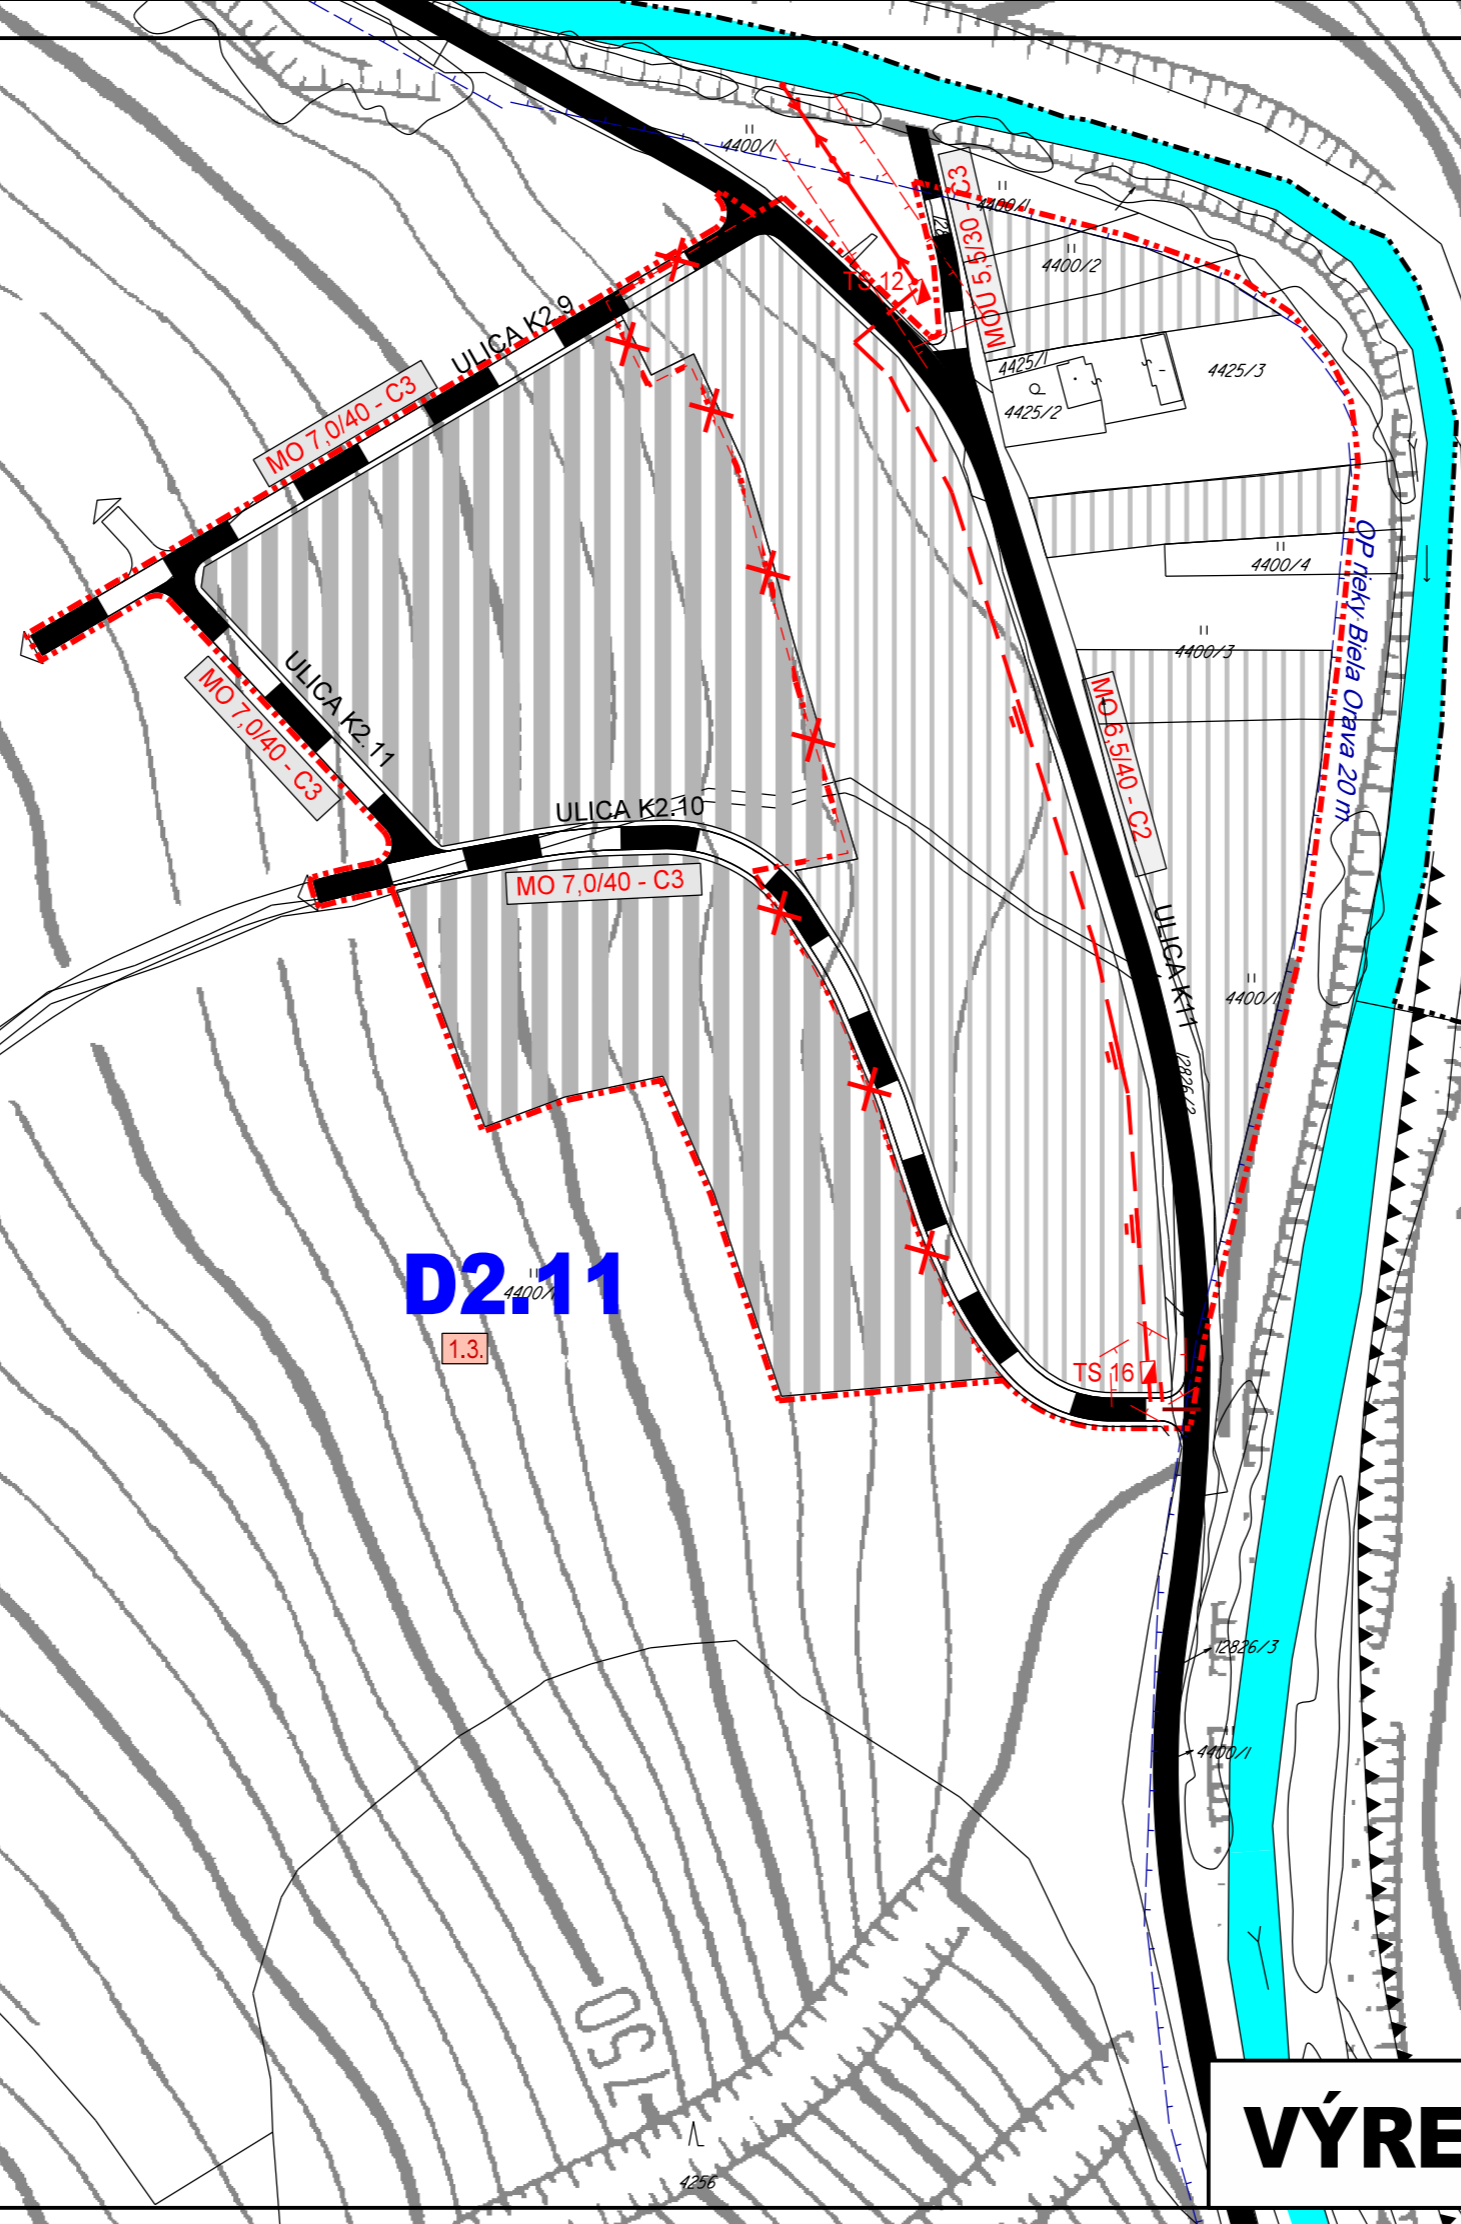 4400/1
MOU 5,5/30 - C3
4400/1
4400/2
TS 12
4425/1
4425/2
4425/3
ULICA K2.9
MO 7,0/40 - C3
4400/4
OP rieky Biela Orava 20 m
4400/3
ULICA K2.11
MO 7,0/40 - C3
MO 6,5/40 - C2
ULICA K2.10
MO 7,0/40 - C3
ULICA K11
4400/1
12826/2
D2.11
4400/1
1.3.
TS 16
12826/3
4400/1
750
4256
VÝRE